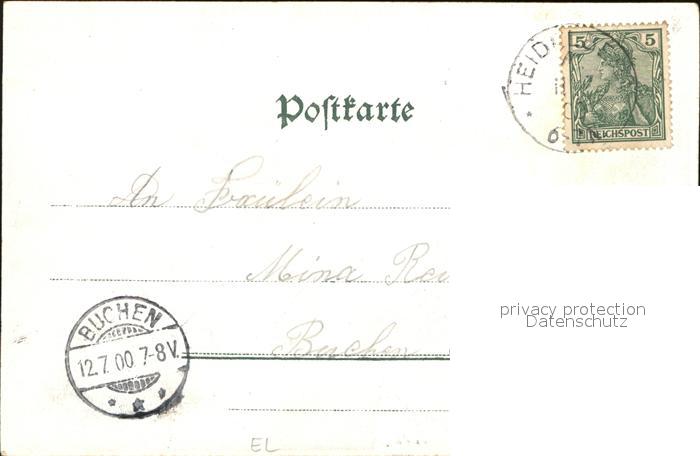 5 5
HEID
REICHSPOST
Postkarte
An Fräulein
Mina Rei
privacy protection
Datenschutz
Buchen
BUCHEN
12.7.00.7-8V.
EL